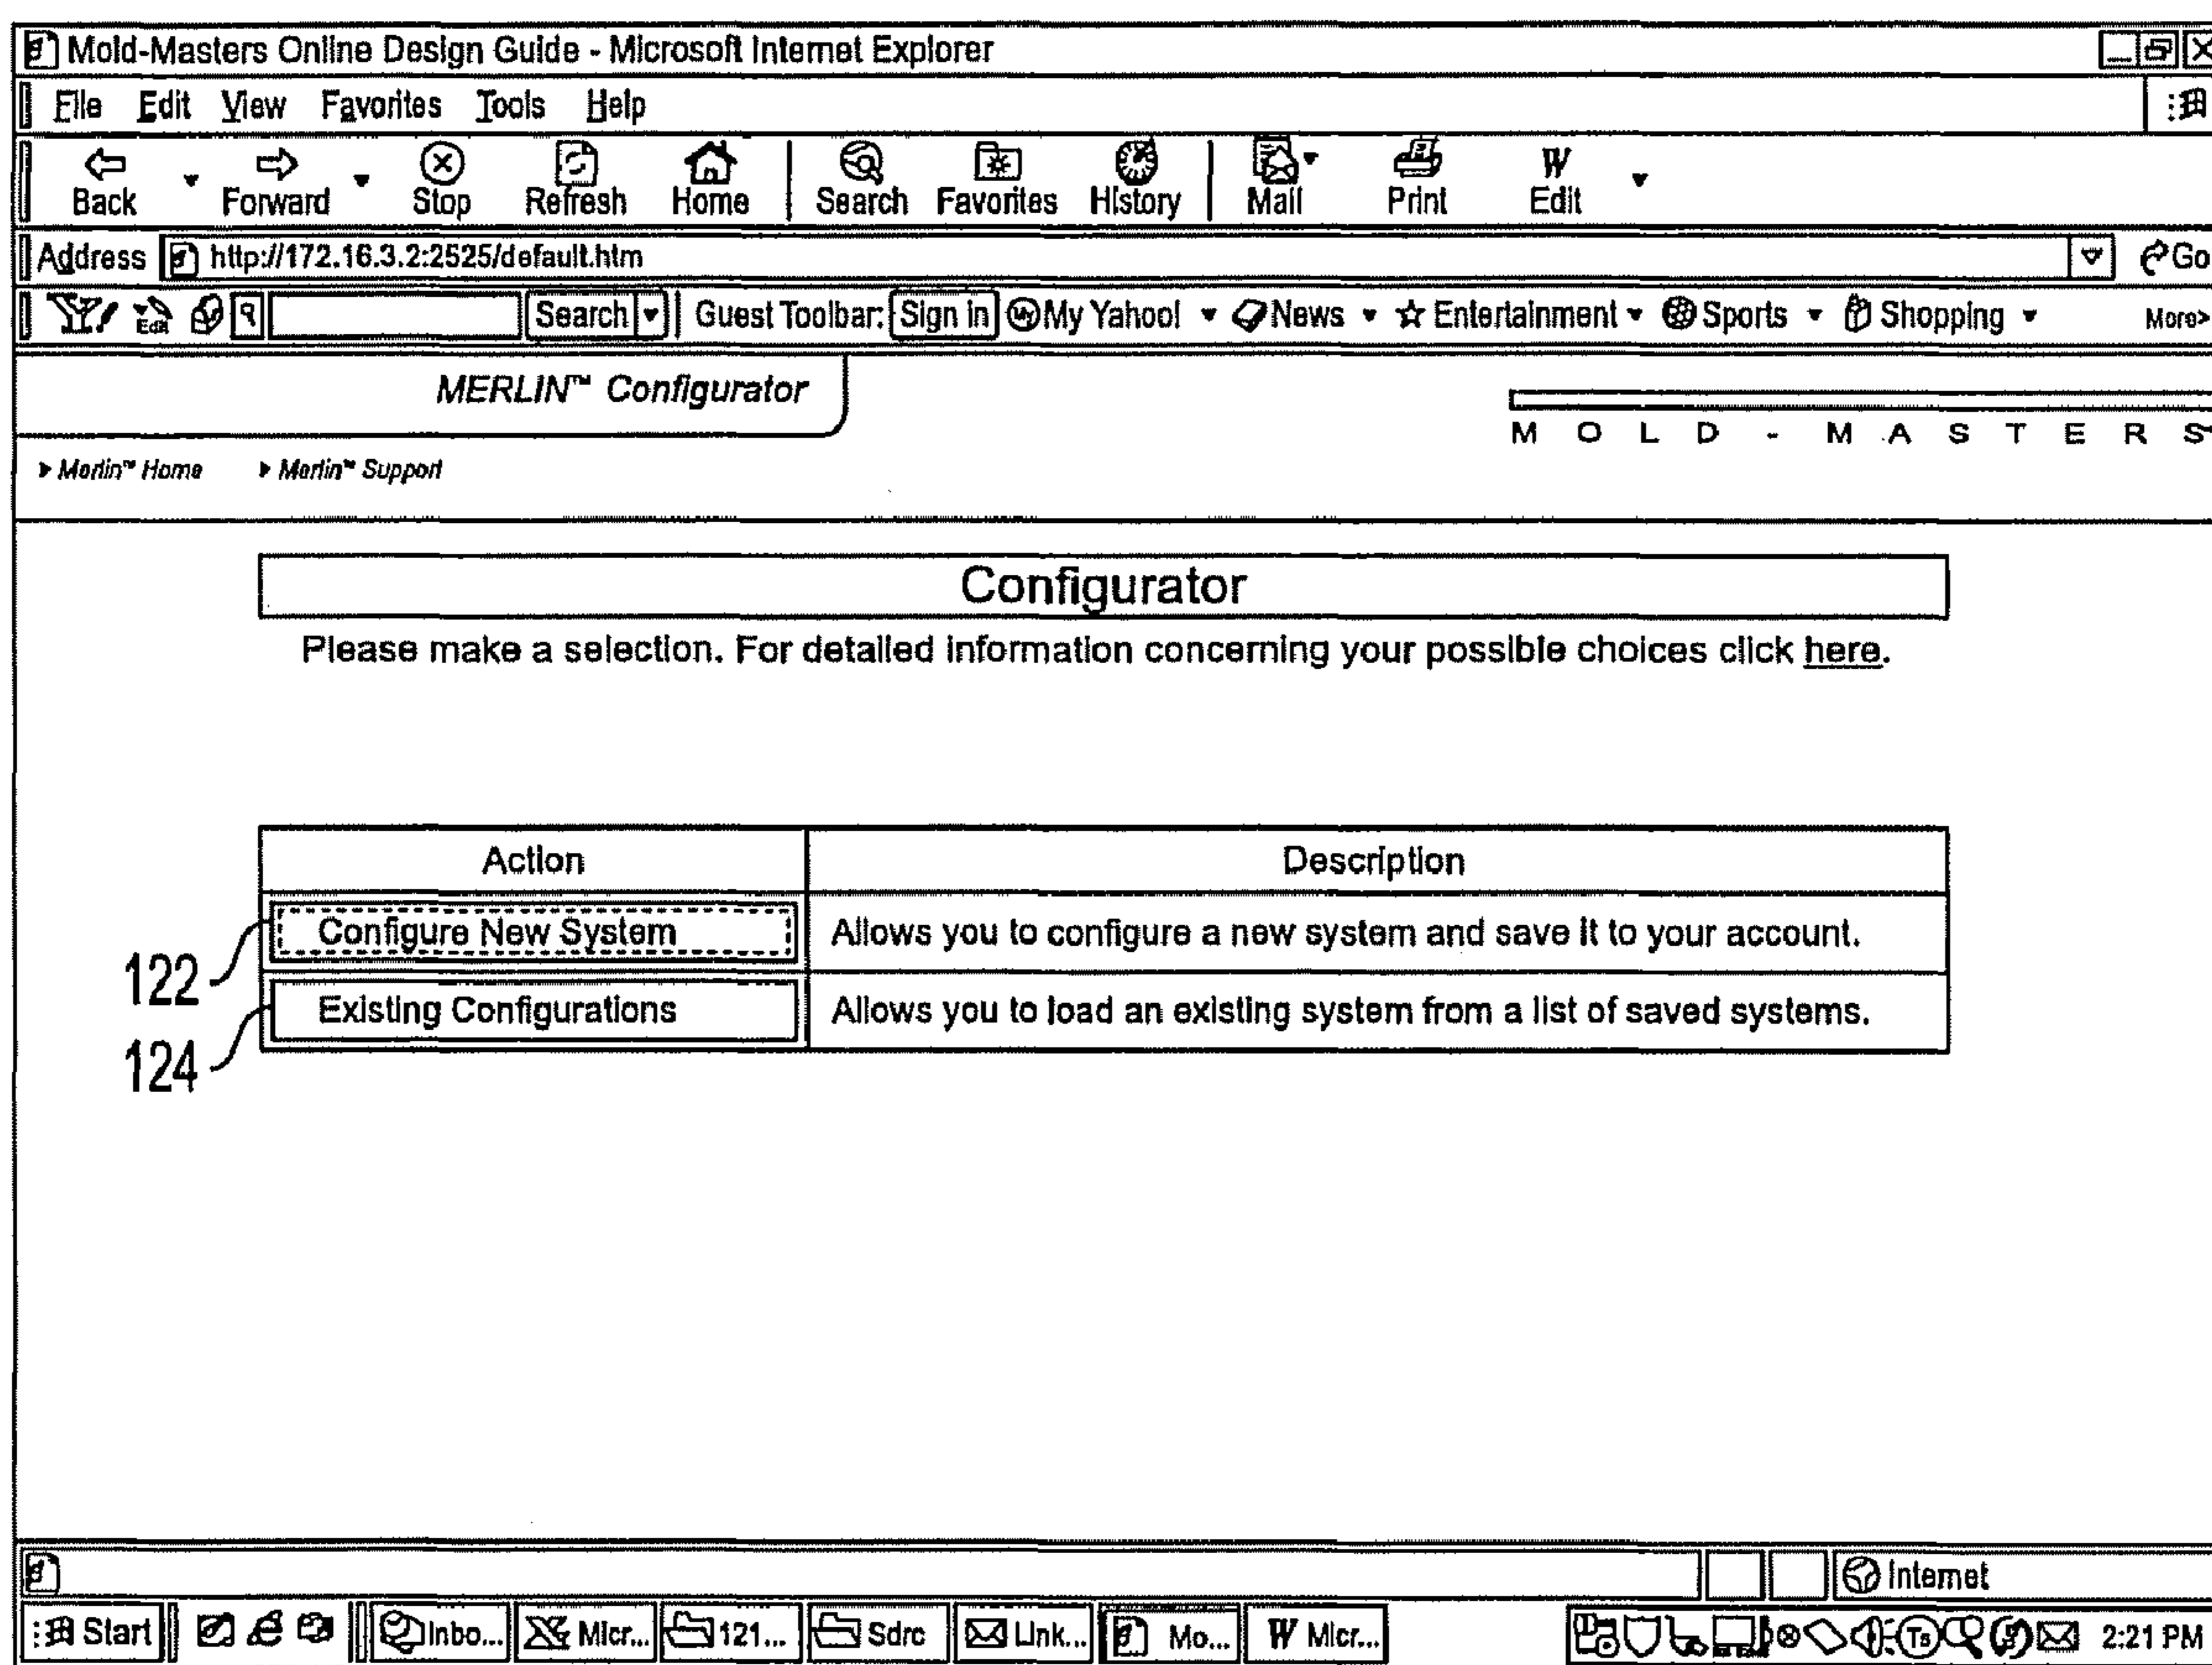 Mold-Masters Online Design Guide - Microsoft Internet Explorer
File Edit View Favorites Tools Help
Back Forward Stop Refresh Home Search Favorites History Mail Print Edit
Address http://172.16.3.2:2525/default.htm Go
Edit Search Guest Toolbar: Sign in My Yahoo! News Entertainment Sports Shopping More>
MERLIN™ Configurator
MOLD-MASTERS
Merlin™ Home Merlin™ Support
Configurator
Please make a selection. For detailed information concerning your possible choices click here.
Action Description
122 Configure New System Allows you to configure a new system and save it to your account.
124 Existing Configurations Allows you to load an existing system from a list of saved systems.
Internet
Start Inbo... Micr... 121... Sdrc Link... Mo... Micr... 2:21 PM